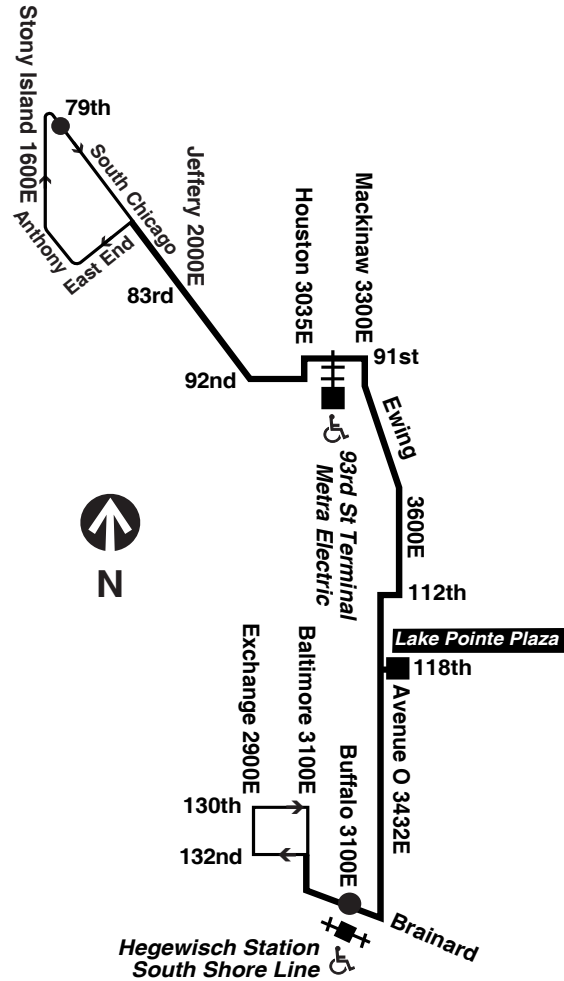 Stony Island 1600E
79th
South Chicago
Jeffery 2000E
Anthony
East End
83rd
92nd
Houston 3035E
Mackinaw 3300E
91st
Ewing
93rd St Terminal
Metra Electric
3600E
N
112th
Lake Pointe Plaza
118th
Avenue O 3432E
Exchange 2900E
Baltimore 3100E
Buffalo 3100E
130th
132nd
Brainard
Hegewisch Station
South Shore Line